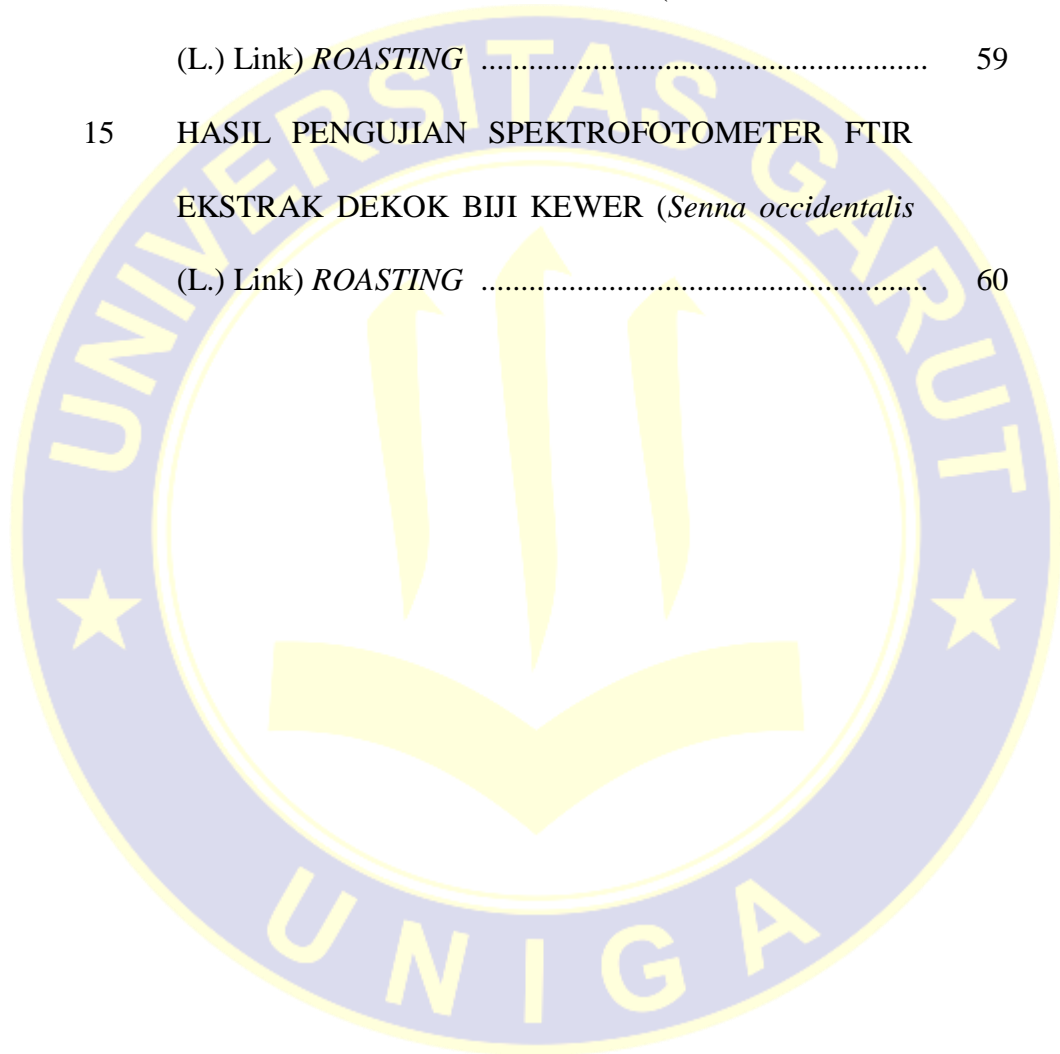 (L.) Link) ROASTING ..................................................... 59
15 HASIL PENGUJIAN SPEKTROFOTOMETER FTIR
EKSTRAK DEKOK BIJI KEWER (Senna occidentalis
(L.) Link) ROASTING ..................................................... 60
UNIVERSITAS GARUT
UNIGA